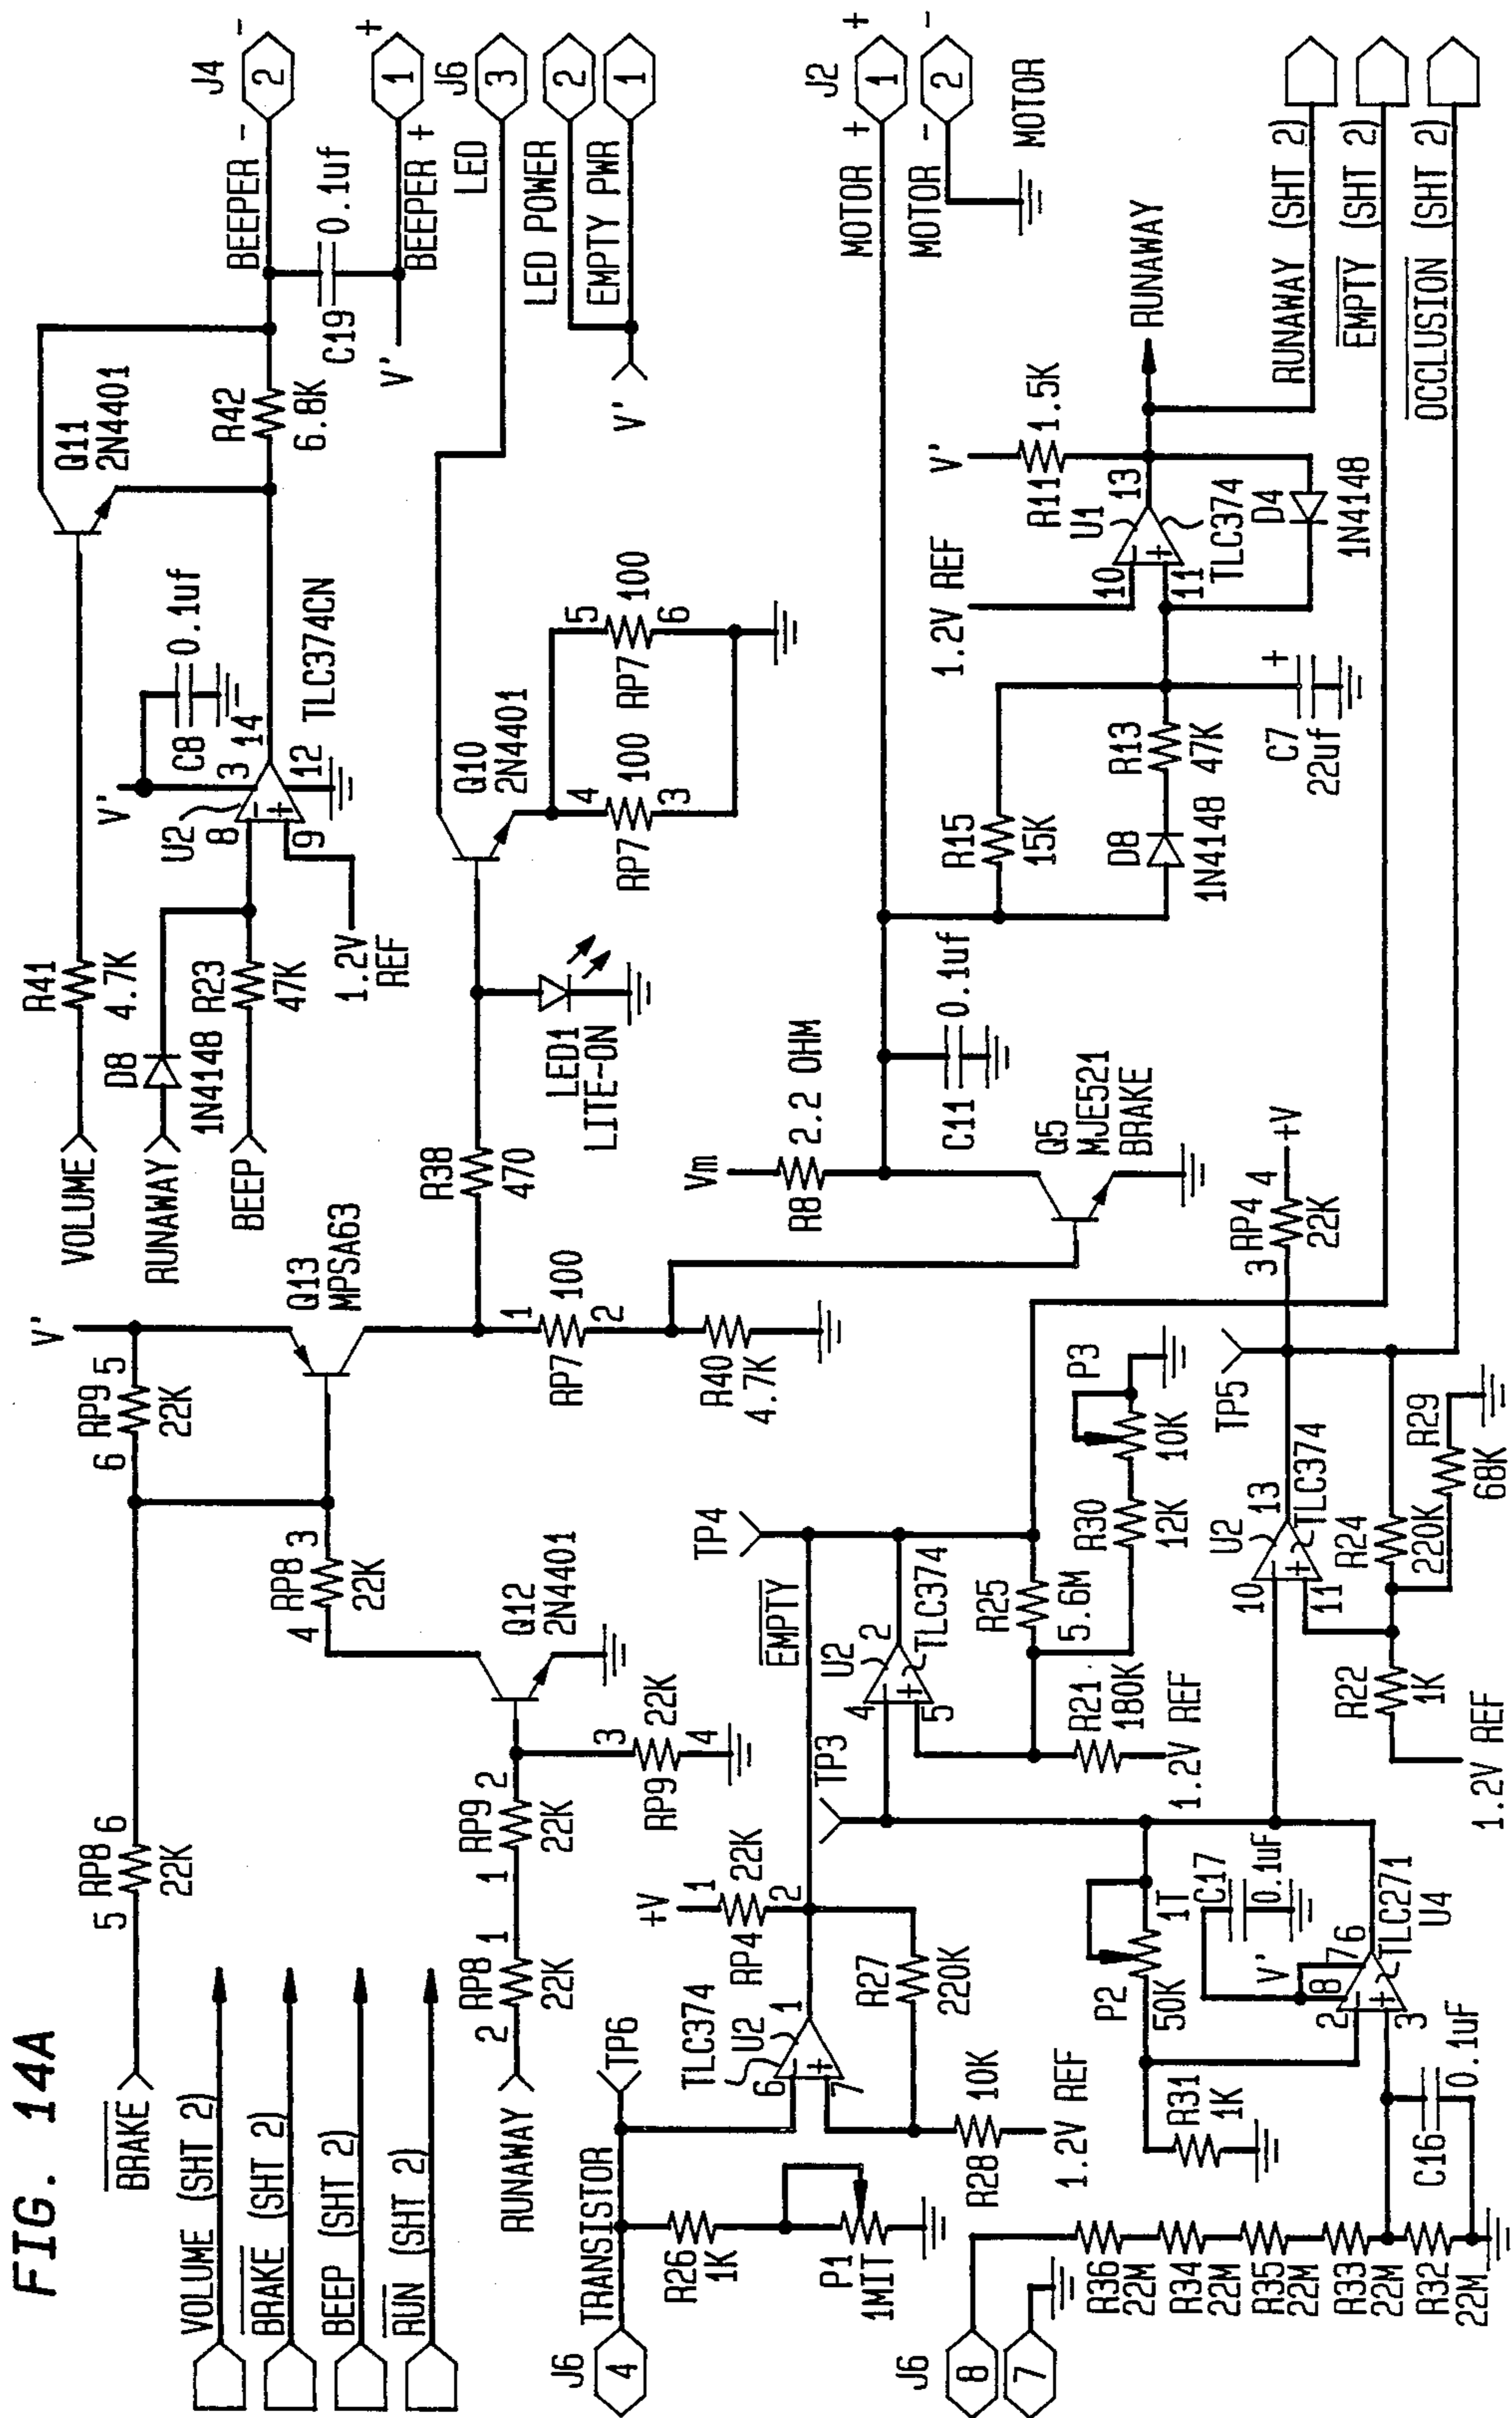 FIG. 14A
VOLUME (SHT 2)
BRAKE (SHT 2)
BEEP (SHT 2)
RUN (SHT 2)
BRAKE
5 RP8 6
22K
6 RP9 5
22K
V'
Q13
MPSA63
4 RP8 3
22K
Q12
2N4401
RUNAWAY
2 RP8 1
22K
1 RP9 2
22K
3
RP9 22K
4
1
RP7 100
2
R40
4.7K
VOLUME
R41
4.7K
RUNAWAY
D8
1N4148
BEEP
R23
47K
1.2V
REF
U2
8
9
-
+
3
14
12
TLC374CN
V'
C8
0.1uf
Q11
2N4401
R42
6.8K
BEEPER -
J4
2
-
C19
0.1uf
V'
BEEPER +
1
+
R38
470
LED1
LITE-ON
Q10
2N4401
4
RP7 100
3
5
RP7 100
6
LED
J6
3
LED POWER
2
EMPTY PWR
1
V'
Vm
R8 2.2 OHM
Q5
MJE521
BRAKE
C11
0.1uf
MOTOR +
J2
1
+
MOTOR -
2
-
MOTOR
R15
15K
D8
1N4148
R13
47K
C7
22uf
+
1.2V REF
10
11
-
+
U1
13
TLC374
V'
R11 1.5K
D4
1N4148
RUNAWAY
RUNAWAY (SHT 2)
EMPTY (SHT 2)
OCCLUSION (SHT 2)
J6
4
TRANSISTOR
TP6
R26
1K
P1
1MIT
TLC374
U2
6
7
-
+
1
+V
1
RP4 22K
2
R27
220K
R28
10K
1.2V REF
EMPTY
TP4
TP3
U2
4
5
-
+
2
TLC374
R25
5.6M
R21
180K
1.2V REF
R30
12K
P3
10K
J6
8
7
R36
22M
R34
22M
R35
22M
R33
22M
R32
22M
C16
0.1uF
R31
1K
P2
50K
1T
V'
C17
0.1uF
2
3
-
+
8
7
6
TLC271
U4
U2
10
11
-
+
13
TLC374
R22
1K
1.2V REF
R24
220K
R29
68K
TP5
3 RP4 4
22K
+V